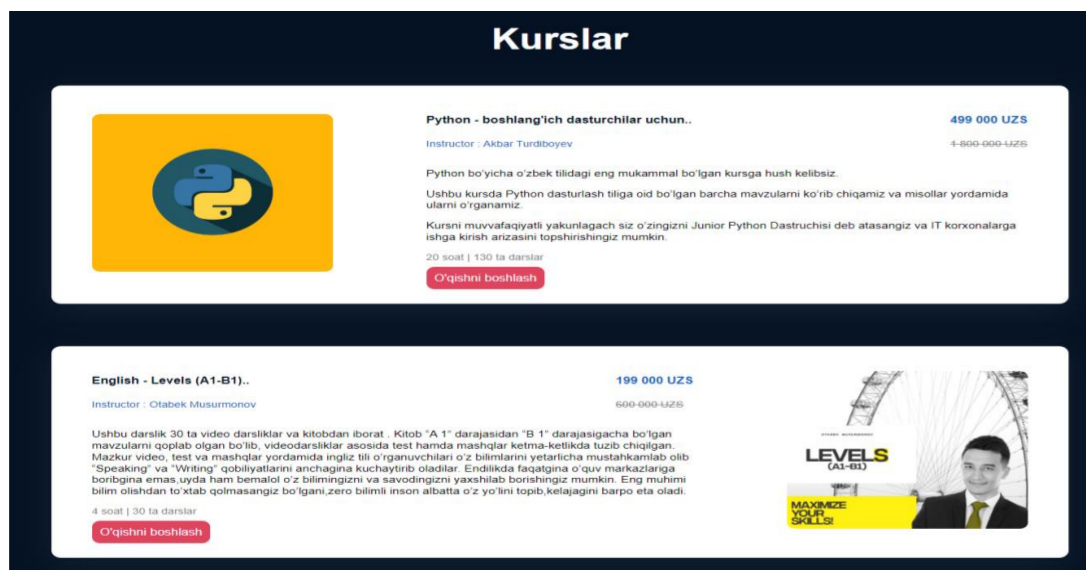 Kurslar
Python - boshlang'ich dasturchilar uchun..
499 000 UZS
Instructor : Akbar Turdiboyev
1 800 000 UZS
Python bo'yicha o'zbek tilidagi eng mukammal bo'lgan kursga hush kelibsiz.
Ushbu kursda Python dasturlash tiliga oid bo'lgan barcha mavzularni ko'rib chiqamiz va misollar yordamida
ularni o'rganamiz.
Kursni muvvafaqiyatli yakunlagach siz o'zingizni Junior Python Dastruchisi deb atasangiz va IT korxonalarga
ishga kirish arizasini topshirishingiz mumkin.
20 soat | 130 ta darslar
O'qishni boshlash
English - Levels (A1-B1)..
199 000 UZS
Instructor : Otabek Musurmonov
600 000 UZS
Ushbu darslik 30 ta video darsliklar va kitobdan iborat . Kitob "A 1" darajasidan "B 1" darajasigacha bo'lgan
mavzularni qoplab olgan bo'lib, videodarsliklar asosida test hamda mashqlar ketma-ketlikda tuzib chiqilgan.
Mazkur video, test va mashqlar yordamida ingliz tili o'rganuvchilari o'z bilimlarini yetarlicha mustahkamlab olib
"Speaking" va "Writing" qobiliyatlarini anchagina kuchaytirib oladilar. Endilikda faqatgina o'quv markazlariga
boribgina emas,uyda ham bemalol o'z bilimingizni va savodingizni yaxshilab borishingiz mumkin. Eng muhimi
bilim olishdan to'xtab qolmasangiz bo'lgani,zero bilimli inson albatta o'z yo'lini topib,kelajagini barpo eta oladi.
4 soat | 30 ta darslar
O'qishni boshlash
OTABEK MUSURMONOV
LEVELS
(A1-B1)
MAXIMIZE
YOUR
SKILLS!